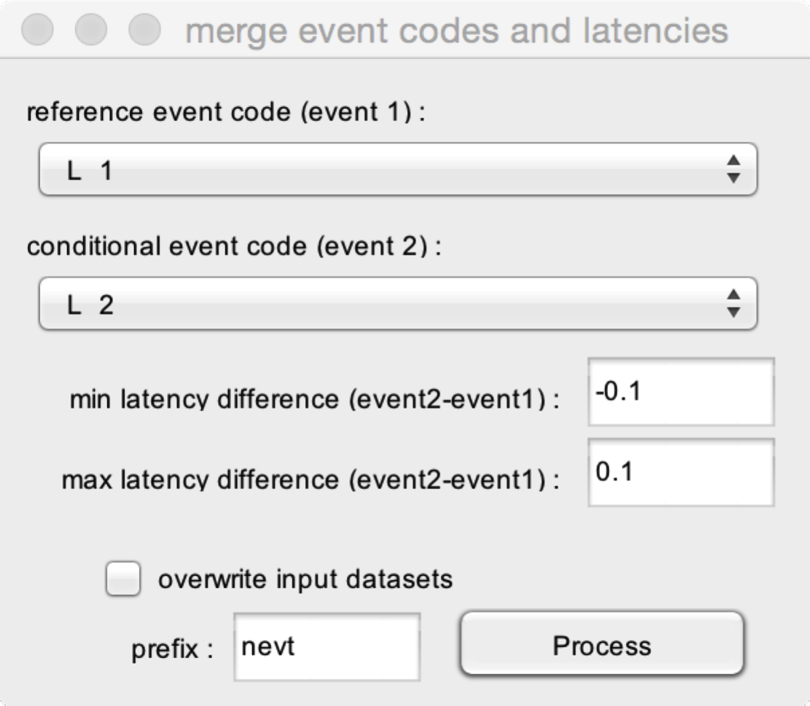 merge event codes and latencies
reference event code (event 1) :
L 1
conditional event code (event 2) :
L 2
min latency difference (event2-event1) :
-0.1
max latency difference (event2-event1) :
0.1
overwrite input datasets
prefix :
nevt
Process